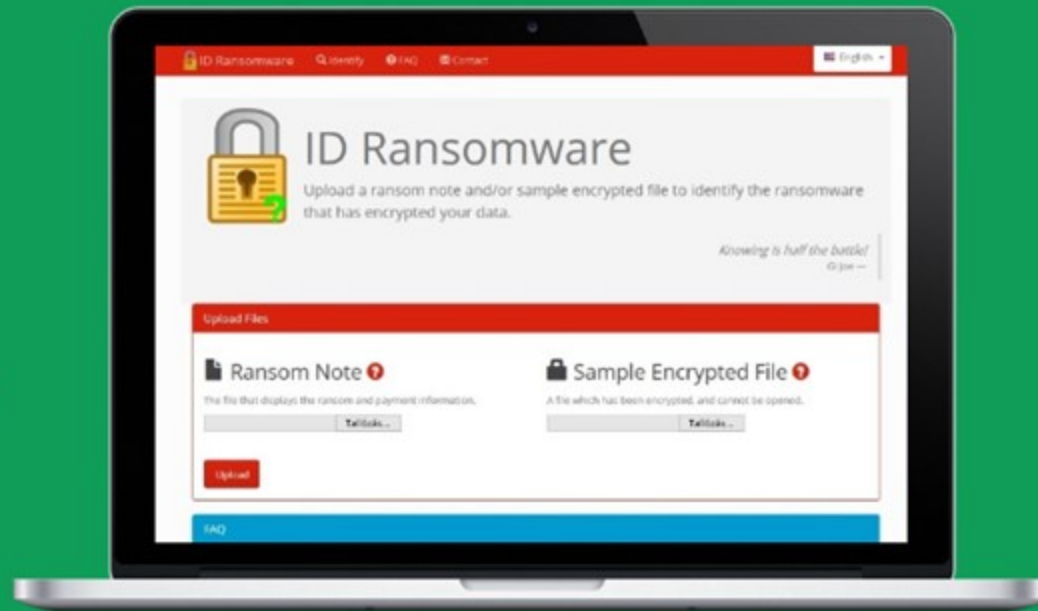 ID Ransomware Identify FAQ Contact English
ID Ransomware
Upload a ransom note and/or sample encrypted file to identify the ransomware
that has encrypted your data.
Knowing is half the battle!
GI Joe —
Upload Files
Ransom Note ?
Sample Encrypted File ?
The file that displays the ransom and payment information.
A file which has been encrypted, and cannot be opened.
Upload
FAQ